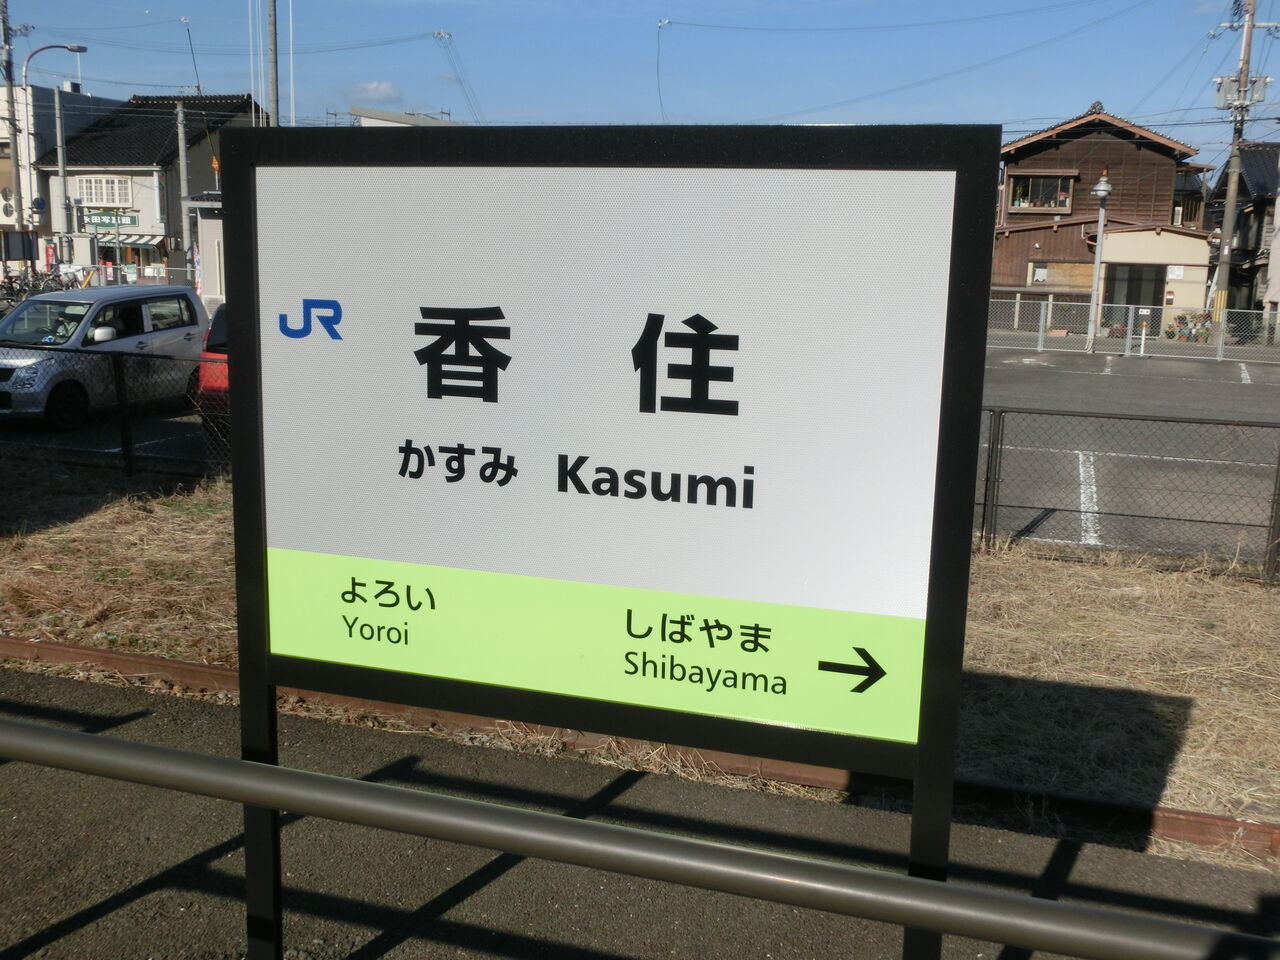 JR
香住
かすみ Kasumi
よろい
Yoroi
しばやま
Shibayama
→